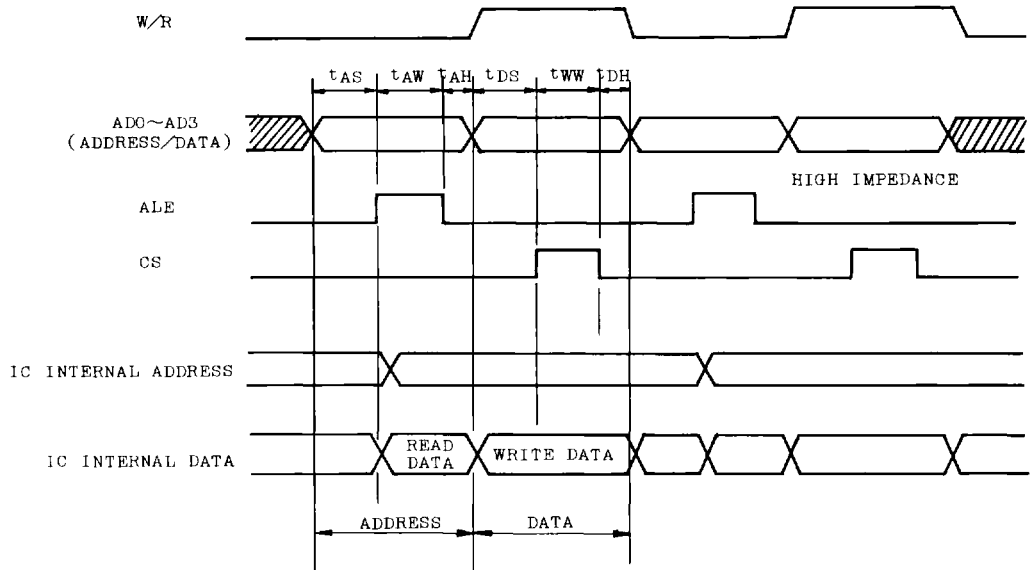 W/R
tAS tAW tAH tDS tWW tDH
AD0~AD3
(ADDRESS/DATA)
HIGH IMPEDANCE
ALE
CS
IC INTERNAL ADDRESS
READ
DATA
WRITE DATA
IC INTERNAL DATA
ADDRESS DATA